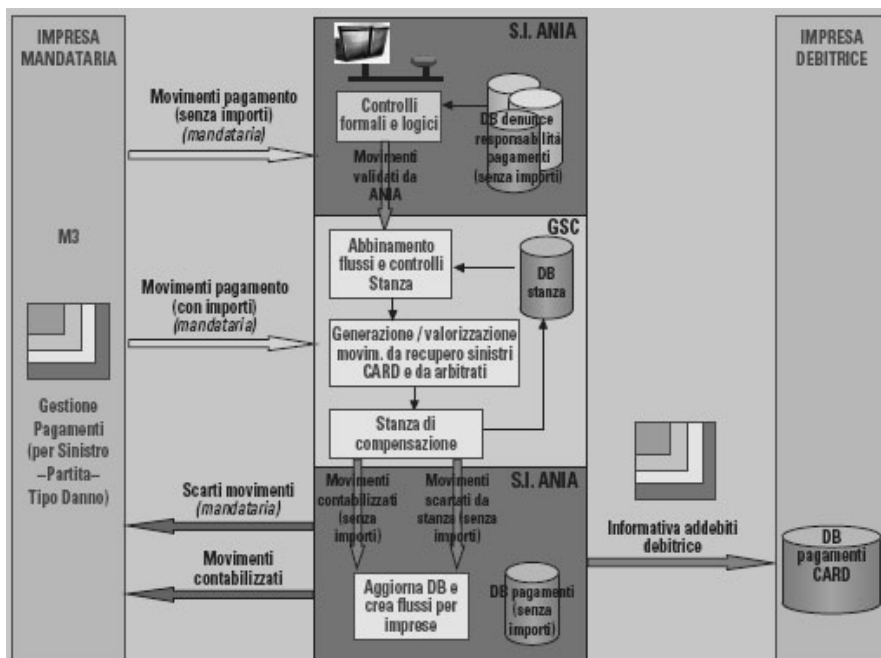 IMPRESA
MANDATARIA
S.I. ANIA
IMPRESA
DEBITRICE
Movimenti pagamento
(senza importi)
(mandataria)
Controlli
formali e logici
DB denunce
responsabilità
pagamenti
(senza importi)
Movimenti
validati da
ANIA
GSC
M3
Abbinamento
flussi e controlli
Stanza
DB
stanza
Movimenti pagamento
(con importi)
(mandataria)
Generazione / valorizzazione
movim. da recupero sinistri
CARD e da arbitrati
Gestione
Pagamenti
(per Sinistro
–Partita–
Tipo Danno)
Stanza di
compensazione
S.I. ANIA
Movimenti
contabilizzati
(senza
importi)
Movimenti
scartati da
stanza (senza
importi)
Scarti movimenti
(mandataria)
Informativa addebiti
debitrice
DB
pagamenti
CARD
Movimenti
contabilizzati
Aggiorna DB e
crea flussi per
imprese
DB pagamenti
(senza
importi)